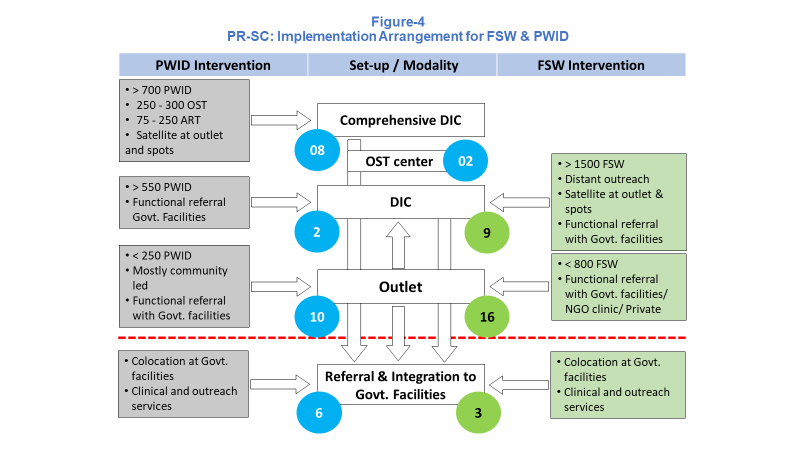 Figure-4
PR-SC: Implementation Arrangement for FSW & PWID
PWID Intervention
Set-up / Modality
FSW Intervention
• > 700 PWID
• 250 - 300 OST
• 75 - 250 ART
• Satellite at outlet
and spots
Comprehensive DIC
08
OST center
02
• > 550 PWID
• Functional referral
Govt. Facilities
DIC
2
9
• > 1500 FSW
• Distant outreach
• Satellite at outlet &
spots
• Functional referral
with Govt. facilities
• < 250 PWID
• Mostly community
led
• Functional referral
with Govt. facilities
Outlet
10
16
• < 800 FSW
• Functional referral
with Govt. facilities/
NGO clinic/ Private
• Colocation at Govt.
facilities
• Clinical and outreach
services
Referral & Integration to
Govt. Facilities
6
3
• Colocation at Govt.
facilities
• Clinical and outreach
services